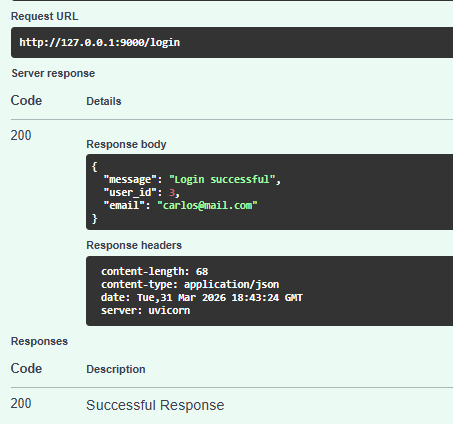 Request URL
http://127.0.0.1:9000/login
Server response
Code Details
200
Response body
{
  "message": "Login successful",
  "user_id": 3,
  "email": "carlos@mail.com"
}
Response headers
content-length: 68
content-type: application/json
date: Tue,31 Mar 2026 18:43:24 GMT
server: uvicorn
Responses
Code Description
200 Successful Response